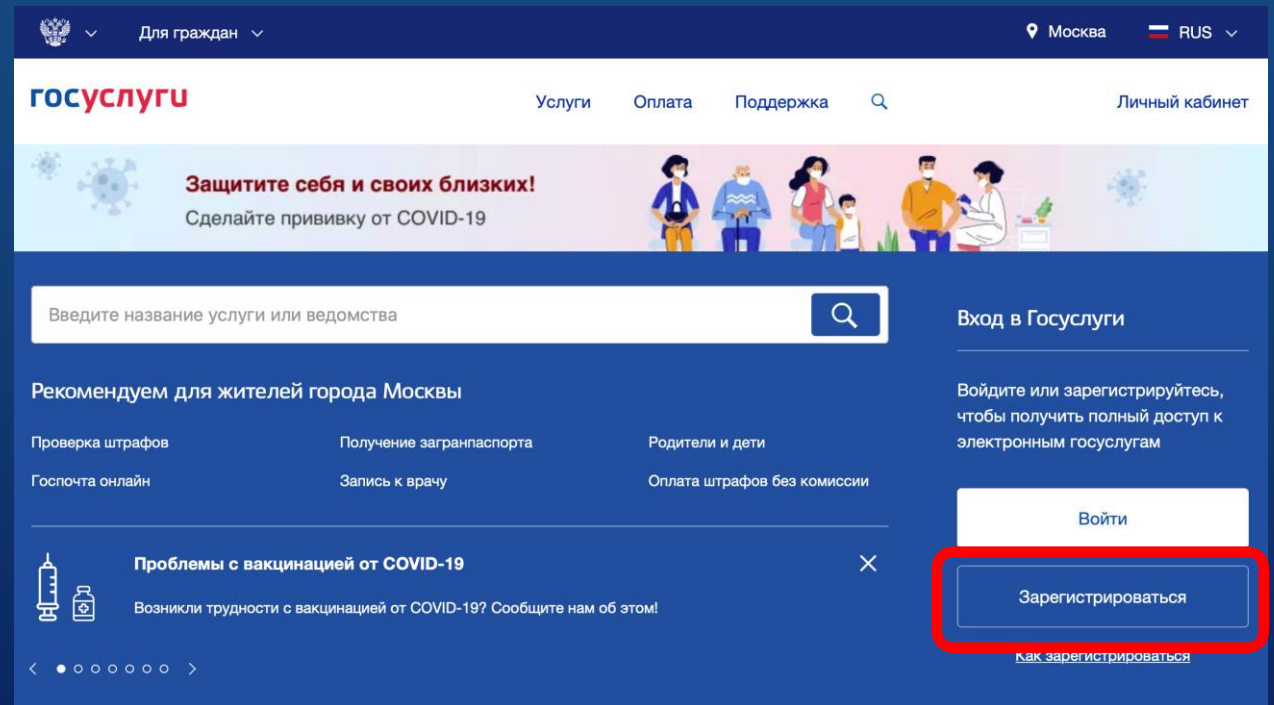 Для граждан
Москва
RUS
госуслуги
Услуги
Оплата
Поддержка
Личный кабинет
Защитите себя и своих близких!
Сделайте прививку от COVID-19
Введите название услуги или ведомства
Рекомендуем для жителей города Москвы
Проверка штрафов
Получение загранпаспорта
Родители и дети
Госпочта онлайн
Запись к врачу
Оплата штрафов без комиссии
Проблемы с вакцинацией от COVID-19
Возникли трудности с вакцинацией от COVID-19? Сообщите нам об этом!
Вход в Госуслуги
Войдите или зарегистрируйтесь,
чтобы получить полный доступ к
электронным госуслугам
Войти
Зарегистрироваться
Как зарегистрироваться